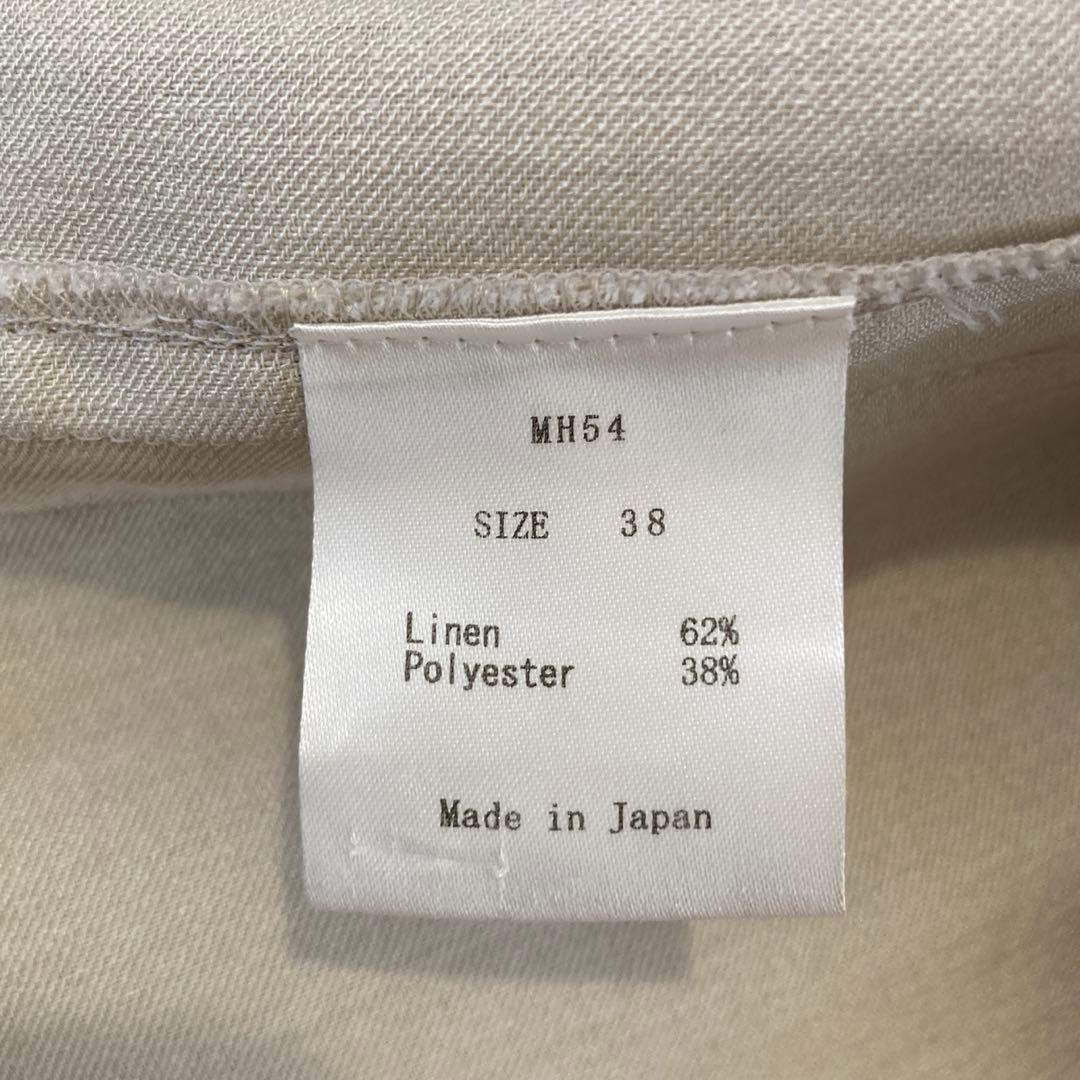 MH54
SIZE 38
Linen 62%
Polyester 38%
Made in Japan